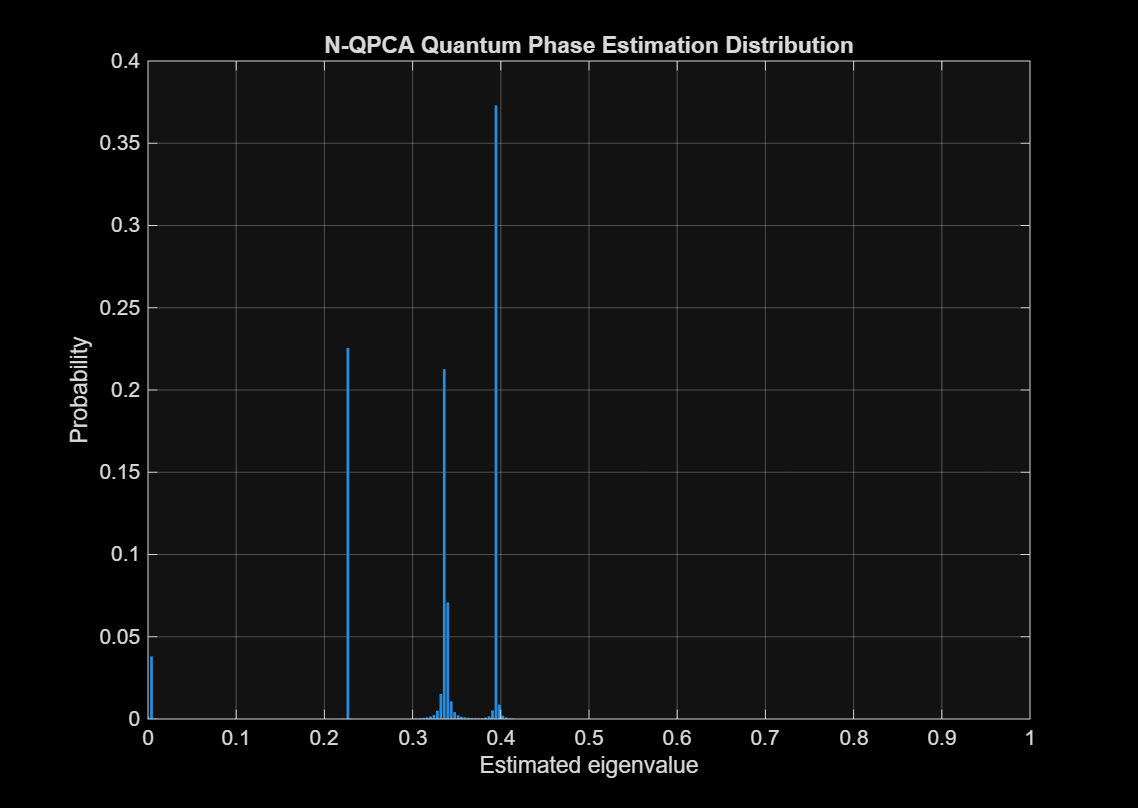 N-QPCA Quantum Phase Estimation Distribution
0.4
0.35
0.3
0.25
0.2
0.15
0.1
0.05
0
Probability
0 0.1 0.2 0.3 0.4 0.5 0.6 0.7 0.8 0.9 1
Estimated eigenvalue